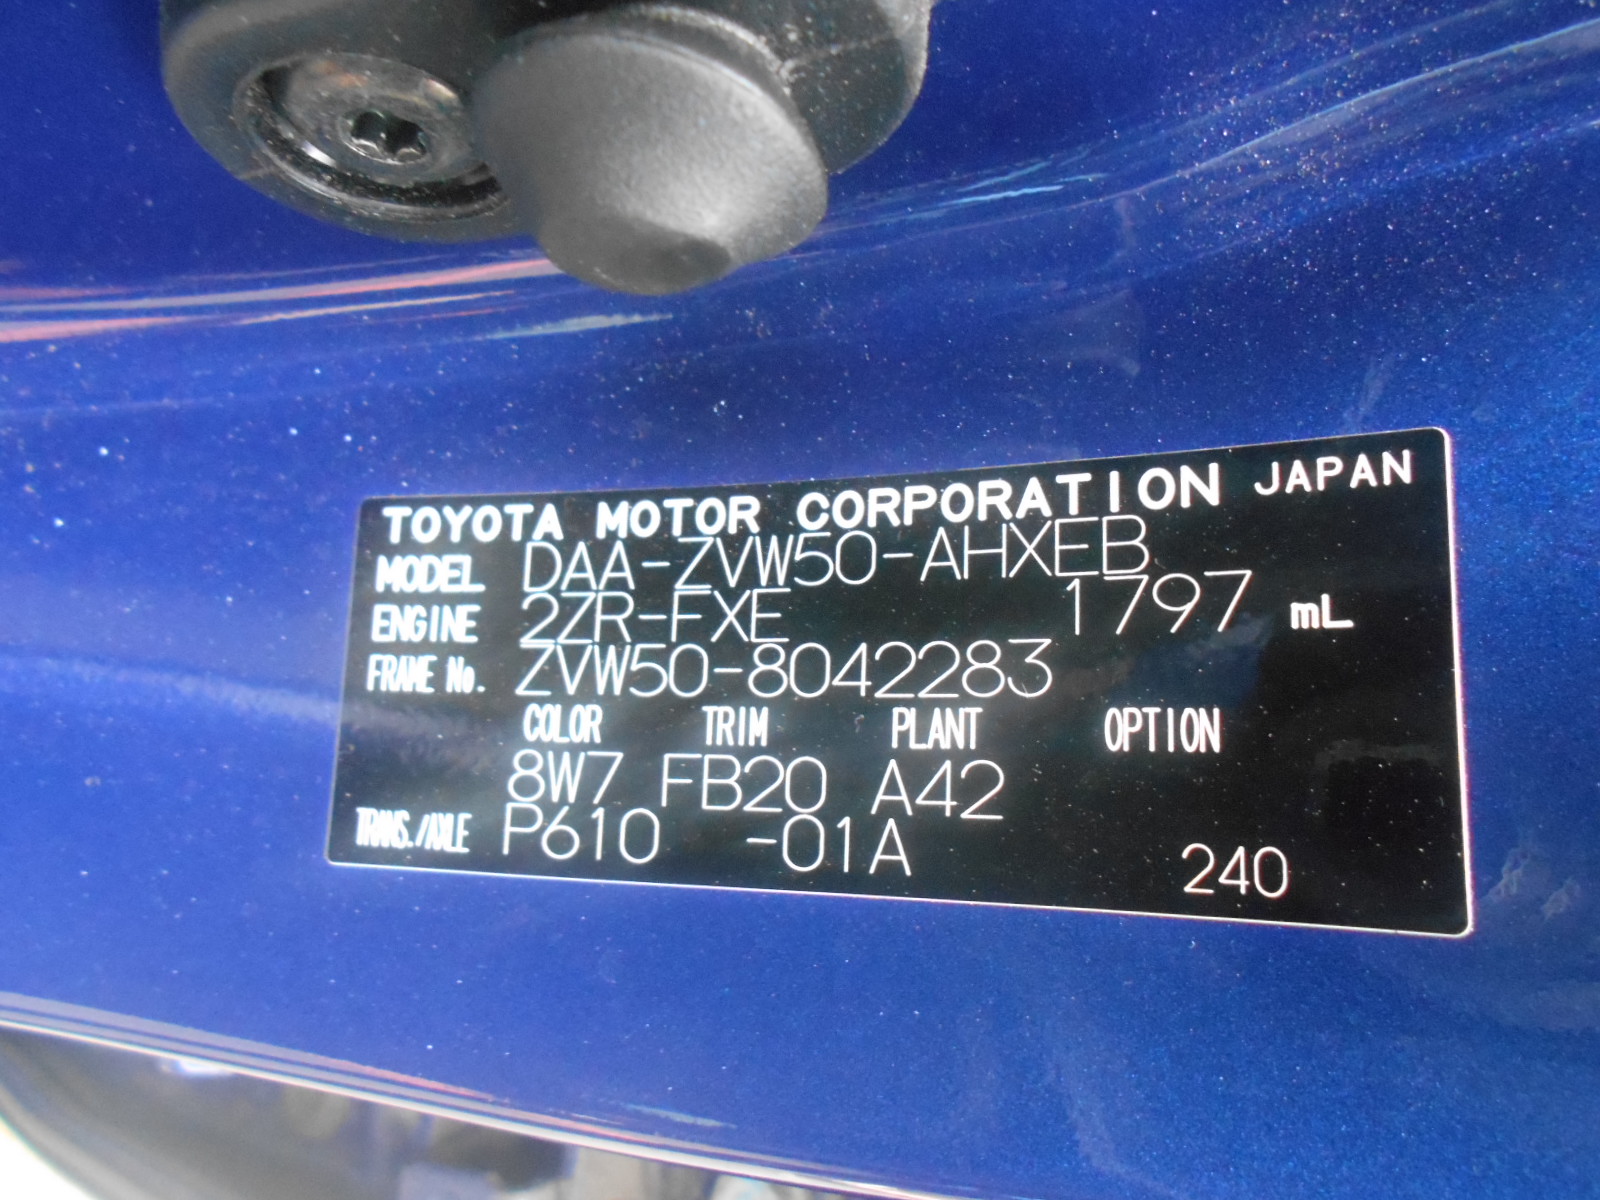 TOYOTA MOTOR CORPORATION JAPAN
MODEL DAA-ZVW50-AHXEB
ENGINE 2ZR-FXE 1797 mL
FRAME No. ZVW50-8042283
COLOR TRIM PLANT OPTION
8W7 FB20 A42
TRANS./AXLE P610 -01A 240